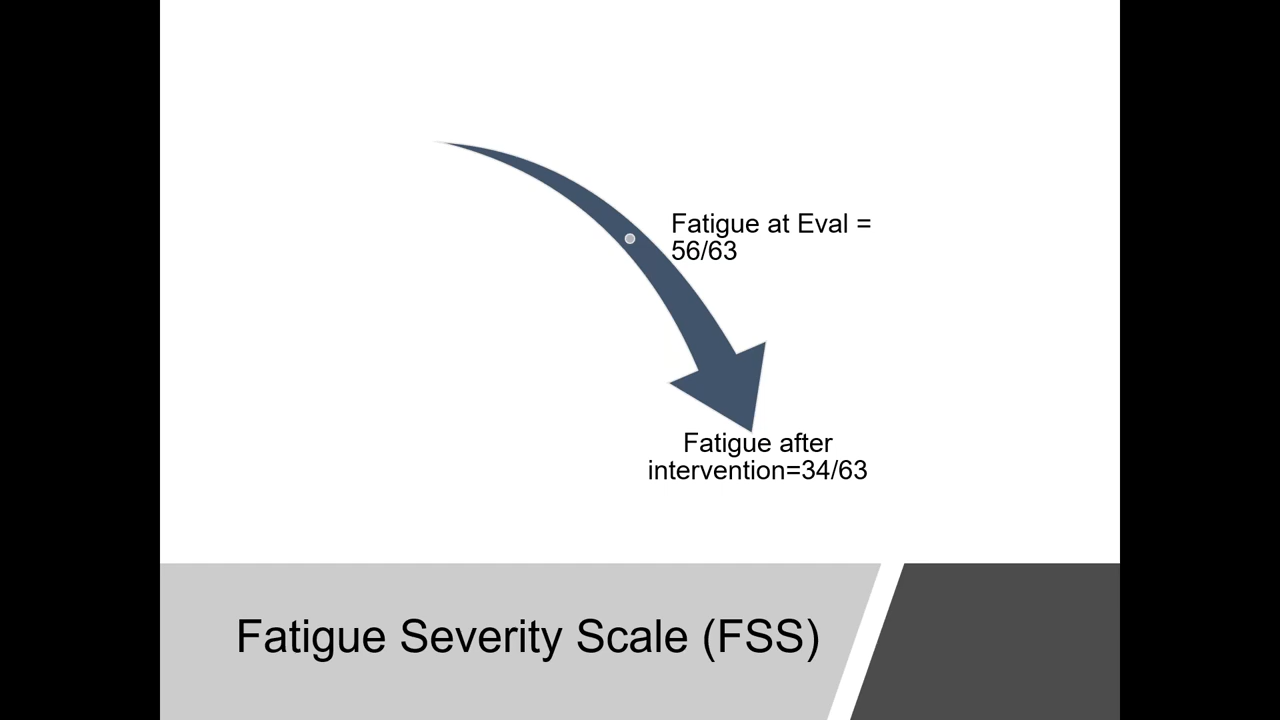 Fatigue at Eval =
56/63
Fatigue after
intervention=34/63
Fatigue Severity Scale (FSS)